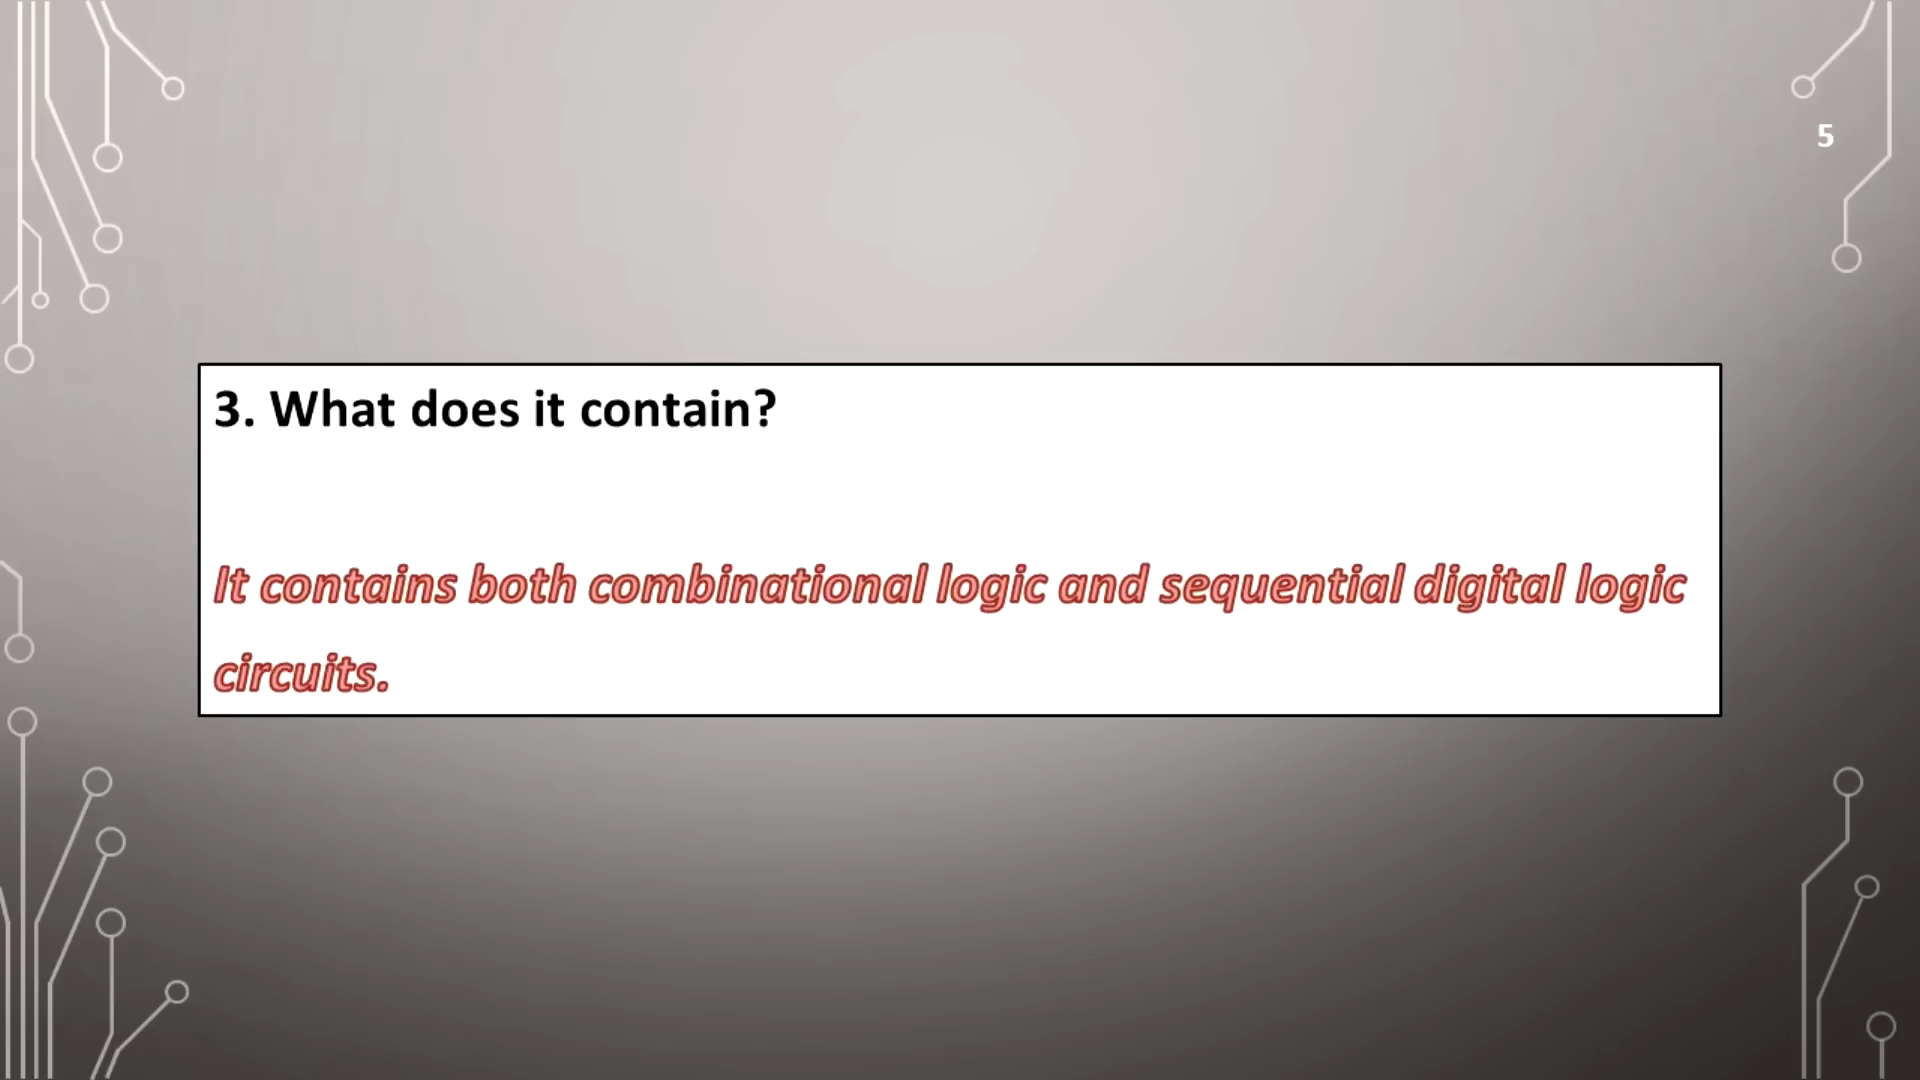 5
3. What does it contain?
It contains both combinational logic and sequential digital logic
circuits.